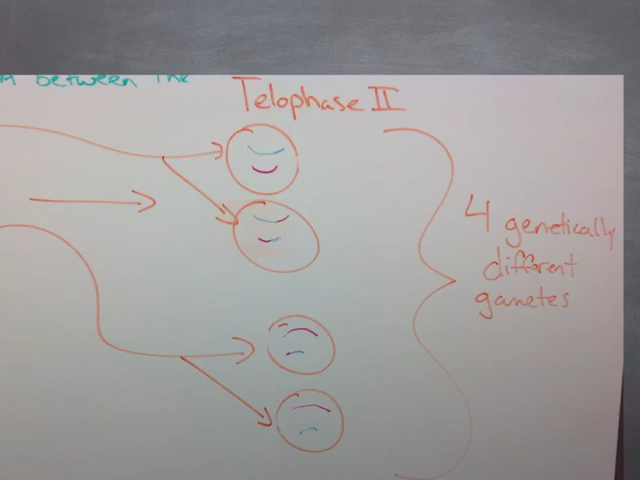 between the
Telophase II
4 genetically
different
gametes